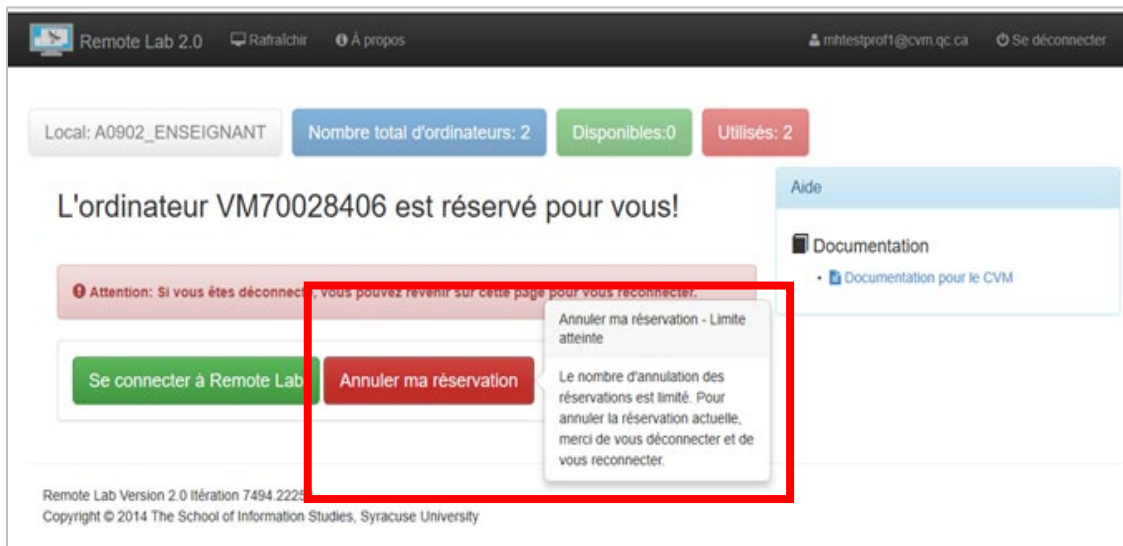 Remote Lab 2.0 Rafraîchir À propos mhtestprof1@cvm.qc.ca Se déconnecter
Local: A0902_ENSEIGNANT Nombre total d'ordinateurs: 2 Disponibles:0 Utilisés: 2
L'ordinateur VM70028406 est réservé pour vous!
Attention: Si vous êtes déconnecté, vous pouvez revenir sur cette page pour vous reconnecter.
Se connecter à Remote Lab Annuler ma réservation
Annuler ma réservation - Limite
atteinte
Le nombre d'annulation des
réservations est limité. Pour
annuler la réservation actuelle,
merci de vous déconnecter et de
vous reconnecter.
Aide
Documentation
• Documentation pour le CVM
Remote Lab Version 2.0 Itération 7494.2225
Copyright © 2014 The School of Information Studies, Syracuse University